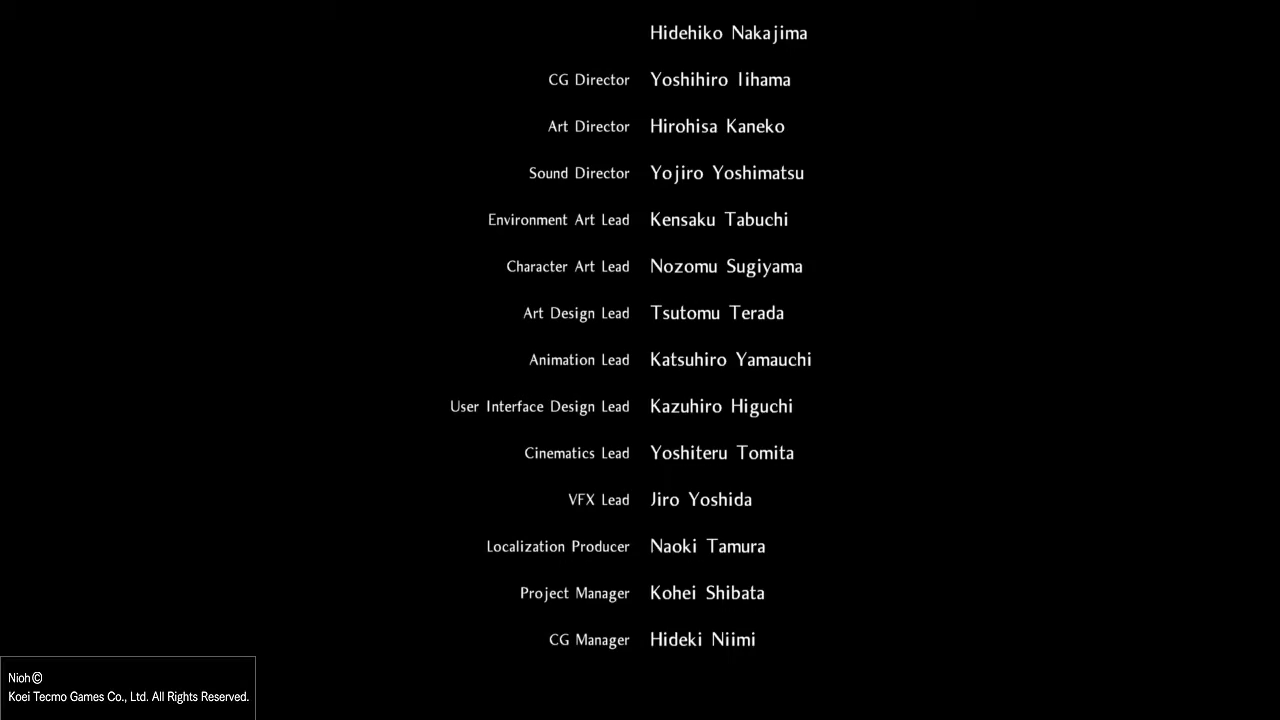 Hidehiko Nakajima
CG Director Yoshihiro Iihama
Art Director Hirohisa Kaneko
Sound Director Yojiro Yoshimatsu
Environment Art Lead Kensaku Tabuchi
Character Art Lead Nozomu Sugiyama
Art Design Lead Tsutomu Terada
Animation Lead Katsuhiro Yamauchi
User Interface Design Lead Kazuhiro Higuchi
Cinematics Lead Yoshiteru Tomita
VFX Lead Jiro Yoshida
Localization Producer Naoki Tamura
Project Manager Kohei Shibata
CG Manager Hideki Niimi
Nioh©
Koei Tecmo Games Co., Ltd. All Rights Reserved.